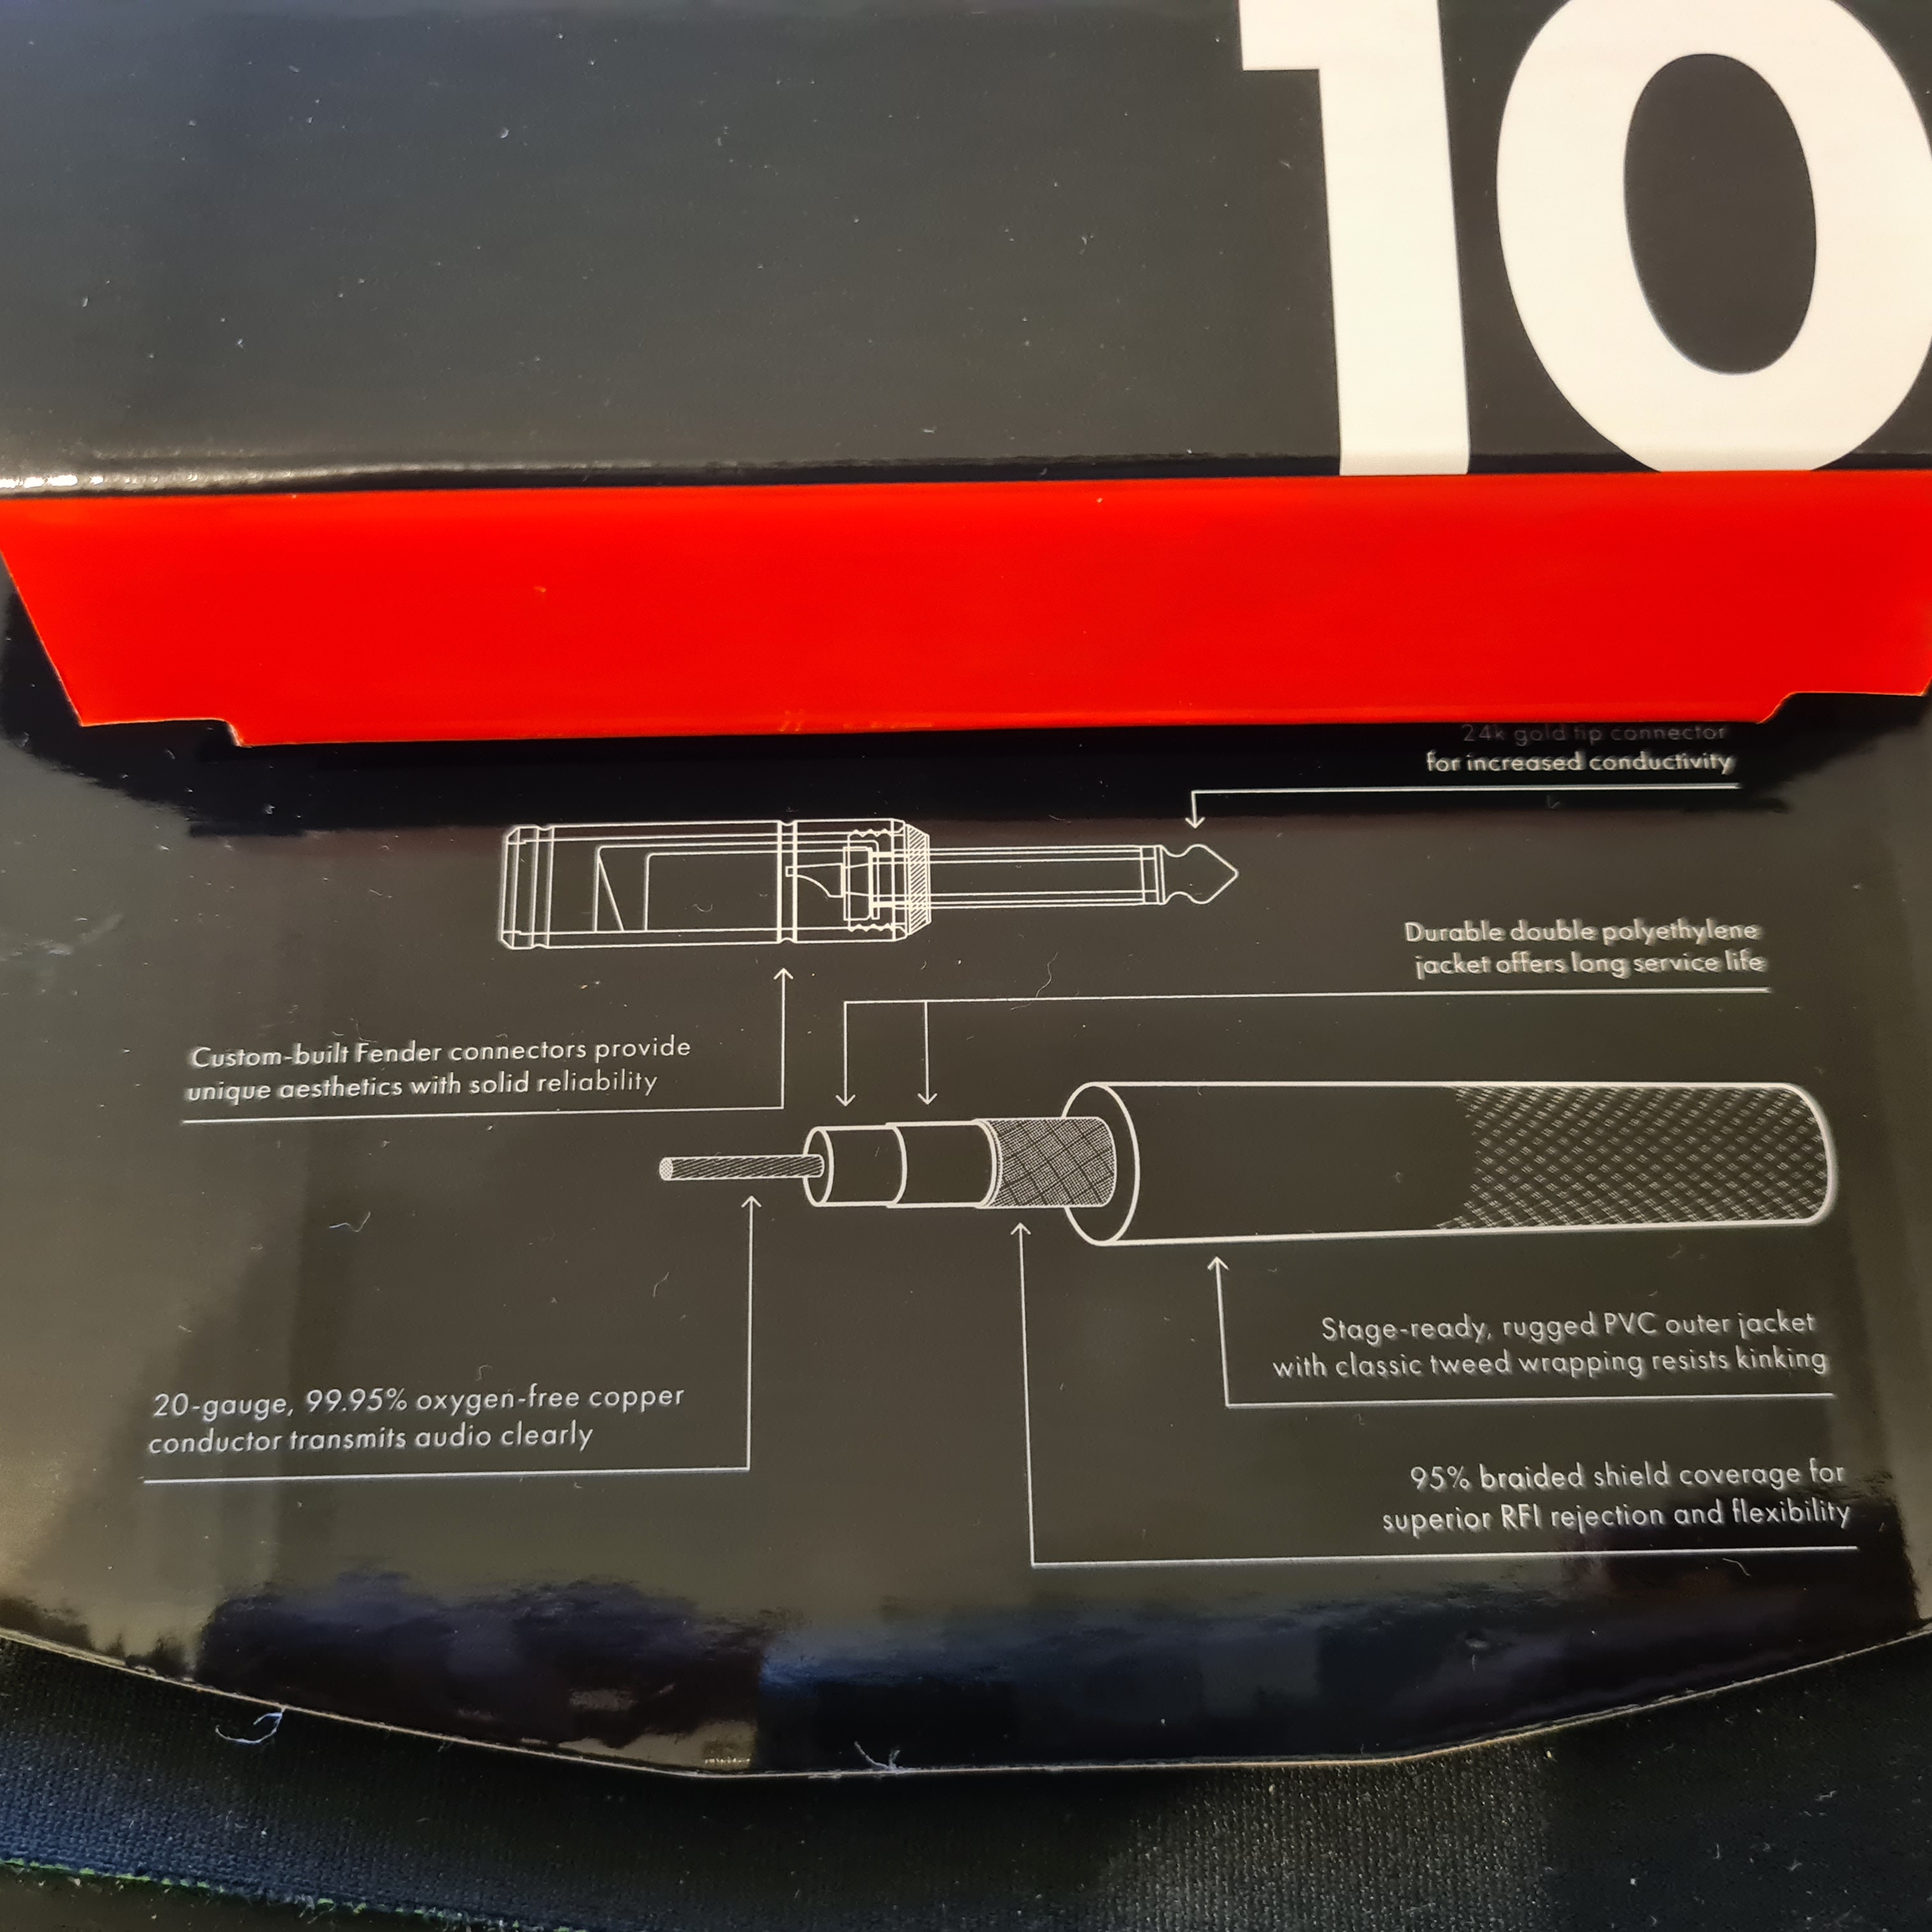 10
24k gold tip connector
for increased conductivity
Durable double polyethylene
jacket offers long service life
Custom-built Fender connectors provide
unique aesthetics with solid reliability
Stage-ready, rugged PVC outer jacket
with classic tweed wrapping resists kinking
20-gauge, 99.95% oxygen-free copper
conductor transmits audio clearly
95% braided shield coverage for
superior RFI rejection and flexibility